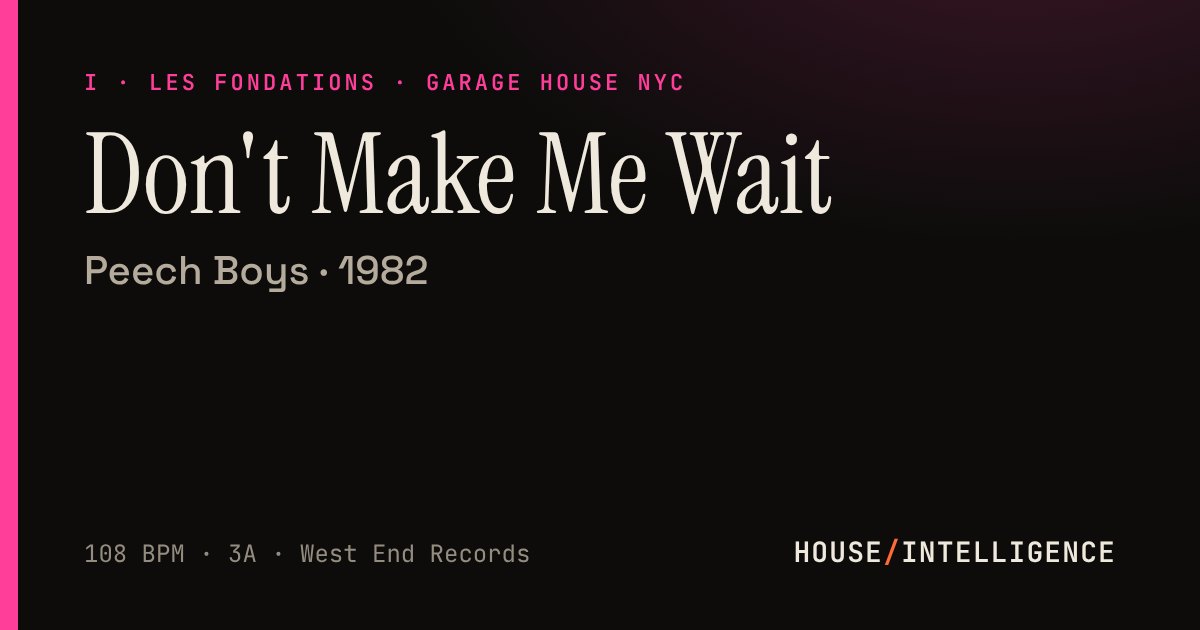 I · LES FONDATIONS · GARAGE HOUSE NYC
Don't Make Me Wait
Peech Boys · 1982
108 BPM · 3A · West End Records
HOUSE/INTELLIGENCE